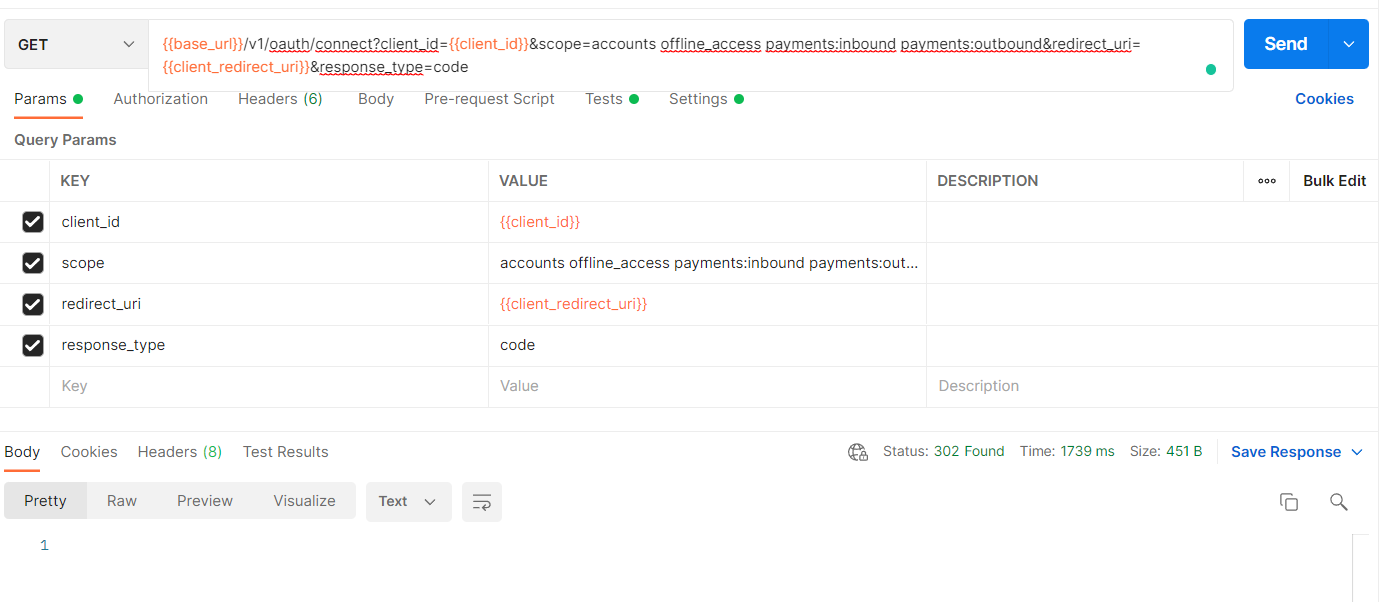 GET
{{base_url}}/v1/oauth/connect?client_id={{client_id}}&scope=accounts offline_access payments:inbound payments:outbound&redirect_uri=
{{client_redirect_uri}}&response_type=code
Send
Params Authorization Headers (6) Body Pre-request Script Tests Settings Cookies
Query Params
KEY VALUE DESCRIPTION ooo Bulk Edit
client_id {{client_id}}
scope accounts offline_access payments:inbound payments:out...
redirect_uri {{client_redirect_uri}}
response_type code
Key Value Description
Body Cookies Headers (8) Test Results Status: 302 Found Time: 1739 ms Size: 451 B Save Response
Pretty Raw Preview Visualize Text
1